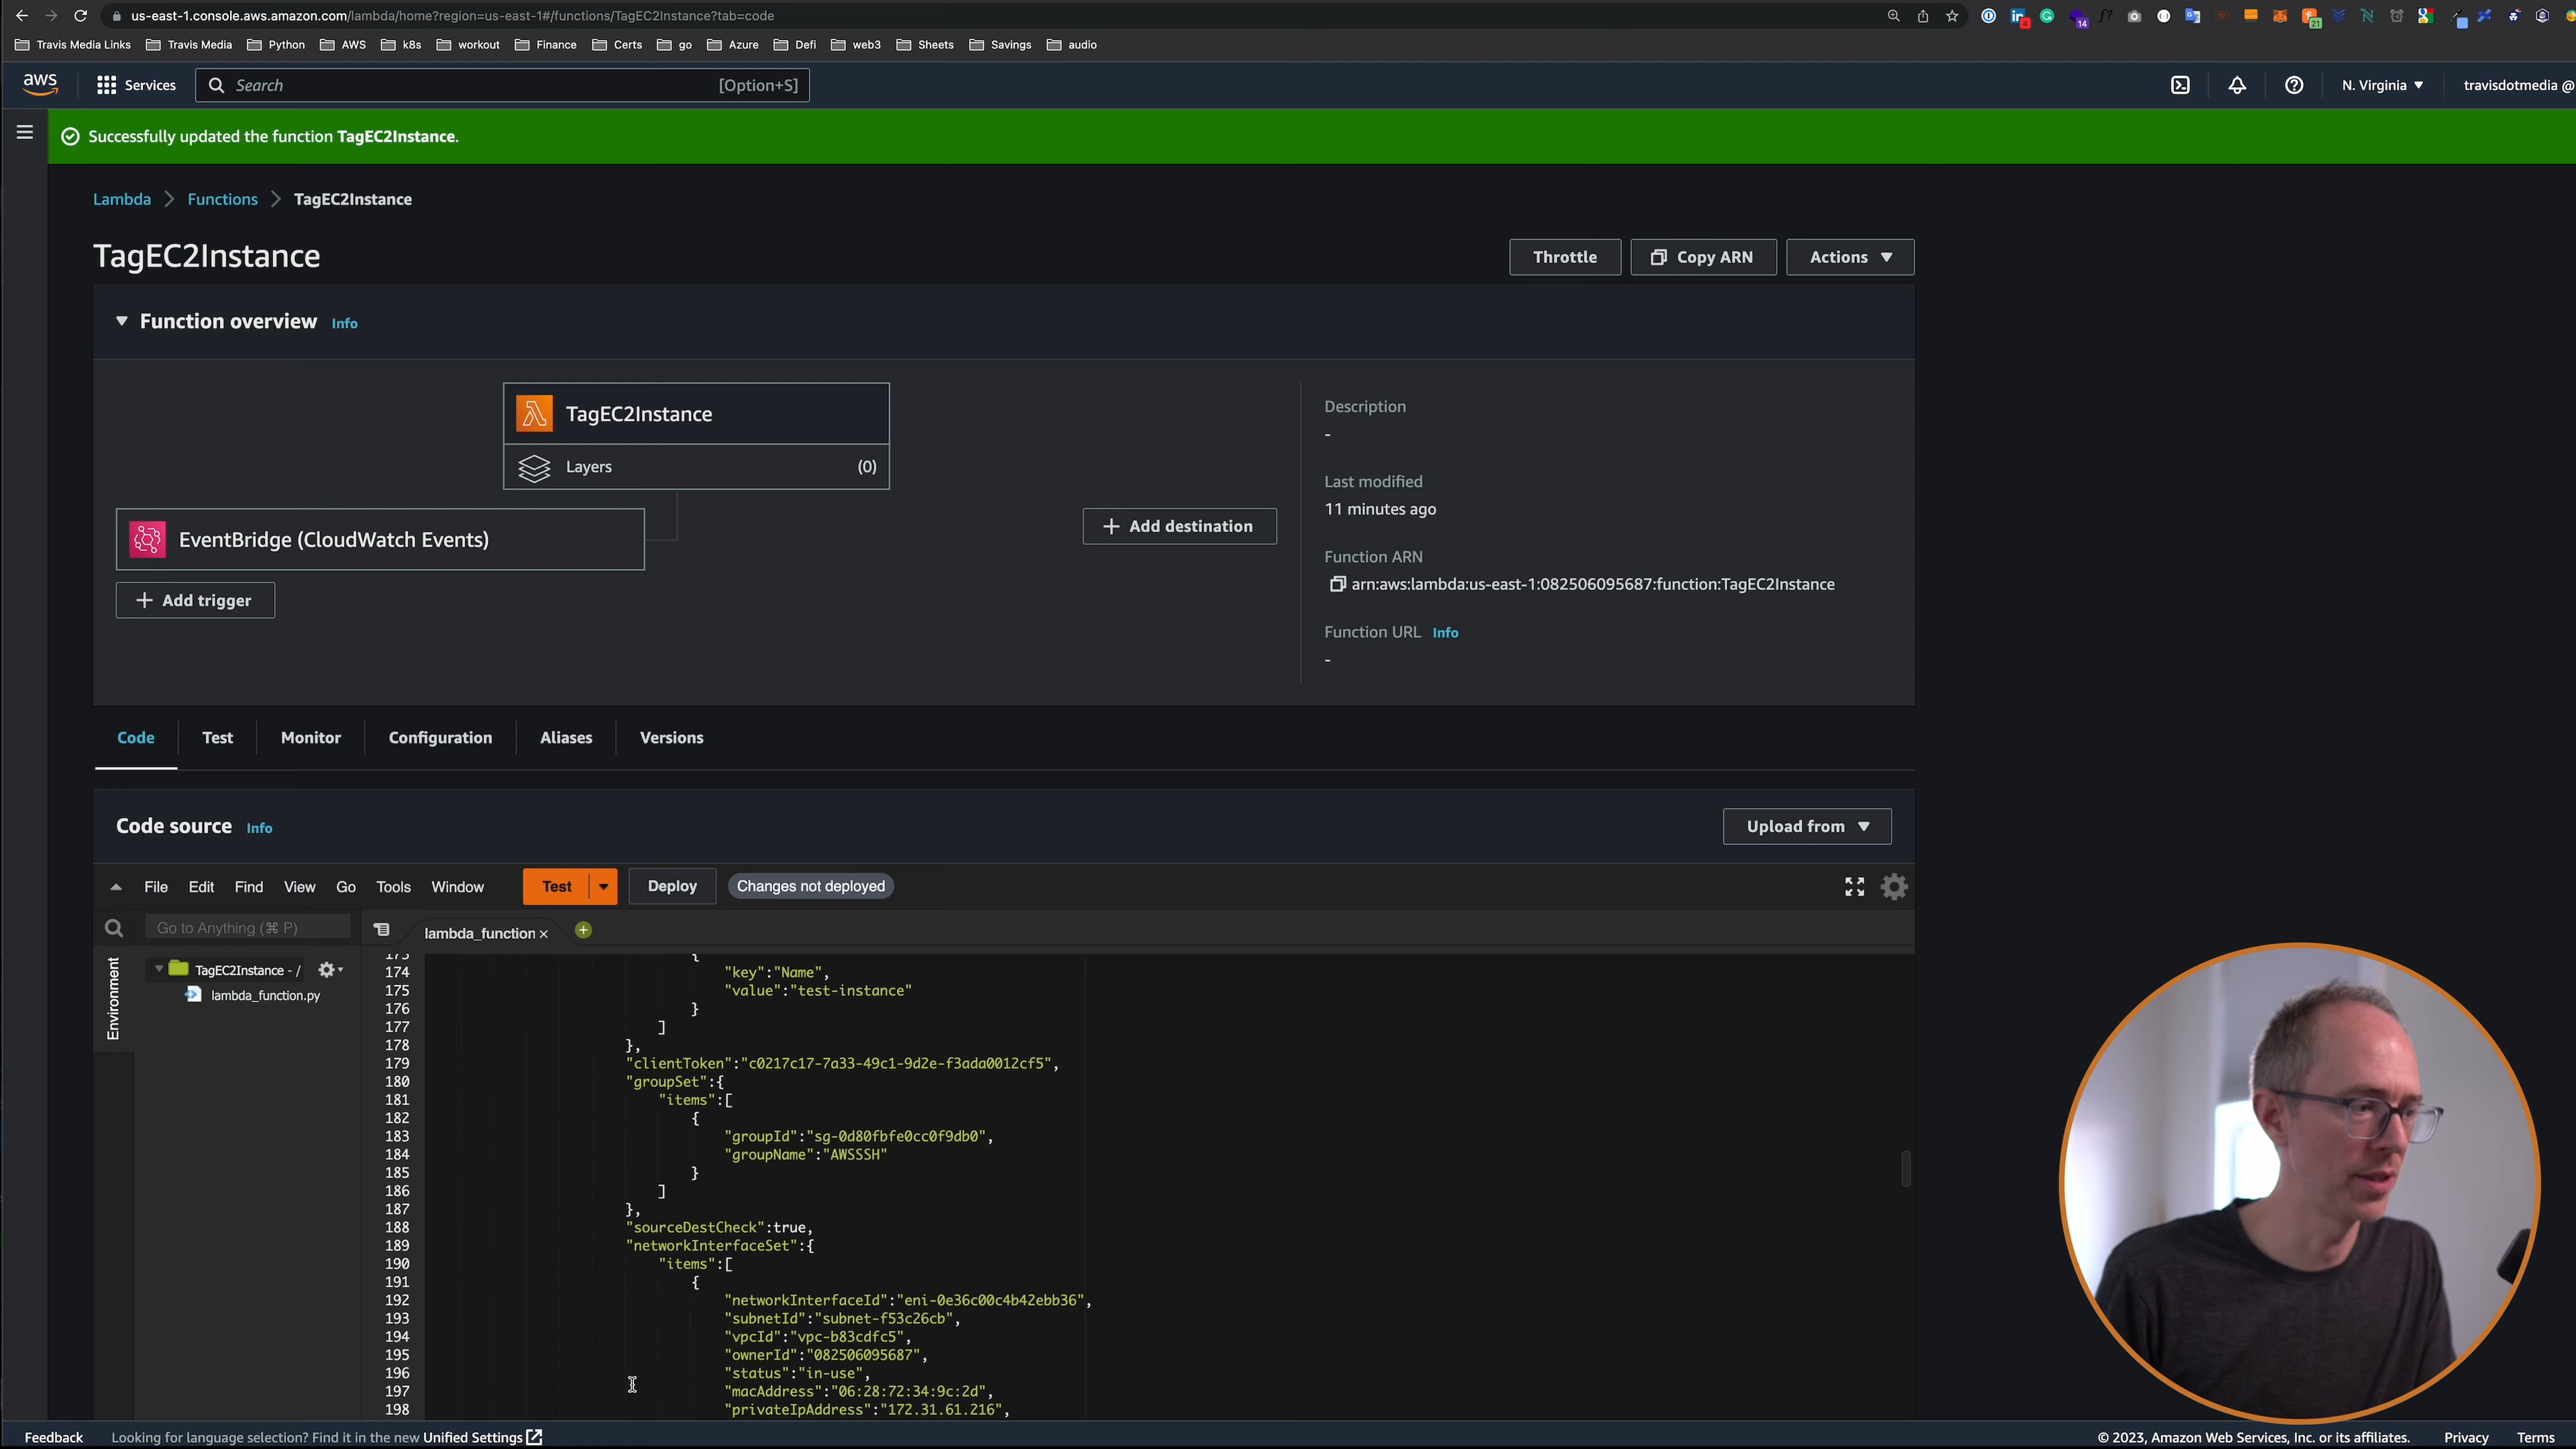 us-east-1.console.aws.amazon.com/lambda/home?region=us-east-1#/functions/TagEC2Instance?tab=code
4
14
21
Travis Media Links
Travis Media
Python
AWS
k8s
workout
Finance
Certs
go
Azure
Defi
web3
Sheets
Savings
audio
aws
Services
Search
[Option+S]
N. Virginia
travisdotmedia @
Successfully updated the function TagEC2Instance.
Lambda
Functions
TagEC2Instance
TagEC2Instance
Throttle
Copy ARN
Actions
Function overview
Info
TagEC2Instance
Layers
(0)
EventBridge (CloudWatch Events)
+ Add trigger
+ Add destination
Description
-
Last modified
11 minutes ago
Function ARN
arn:aws:lambda:us-east-1:082506095687:function:TagEC2Instance
Function URL
Info
-
Code
Test
Monitor
Configuration
Aliases
Versions
Code source
Info
Upload from
File
Edit
Find
View
Go
Tools
Window
Test
Deploy
Changes not deployed
Go to Anything (⌘ P)
lambda_function
Environment
TagEC2Instance - /
lambda_function.py
173 {
174 "key":"Name",
175 "value":"test-instance"
176 }
177 ]
178 },
179 "clientToken":"c0217c17-7a33-49c1-9d2e-f3ada0012cf5",
180 "groupSet":{
181 "items":[
182 {
183 "groupId":"sg-0d80fbfe0cc0f9db0",
184 "groupName":"AWSSSH"
185 }
186 ]
187 },
188 "sourceDestCheck":true,
189 "networkInterfaceSet":{
190 "items":[
191 {
192 "networkInterfaceId":"eni-0e36c00c4b42ebb36",
193 "subnetId":"subnet-f53c26cb",
194 "vpcId":"vpc-b83cdfc5",
195 "ownerId":"082506095687",
196 "status":"in-use",
197 "macAddress":"06:28:72:34:9c:2d",
198 "privateIpAddress":"172.31.61.216",
Feedback
Looking for language selection? Find it in the new Unified Settings
© 2023, Amazon Web Services, Inc. or its affiliates.
Privacy
Terms